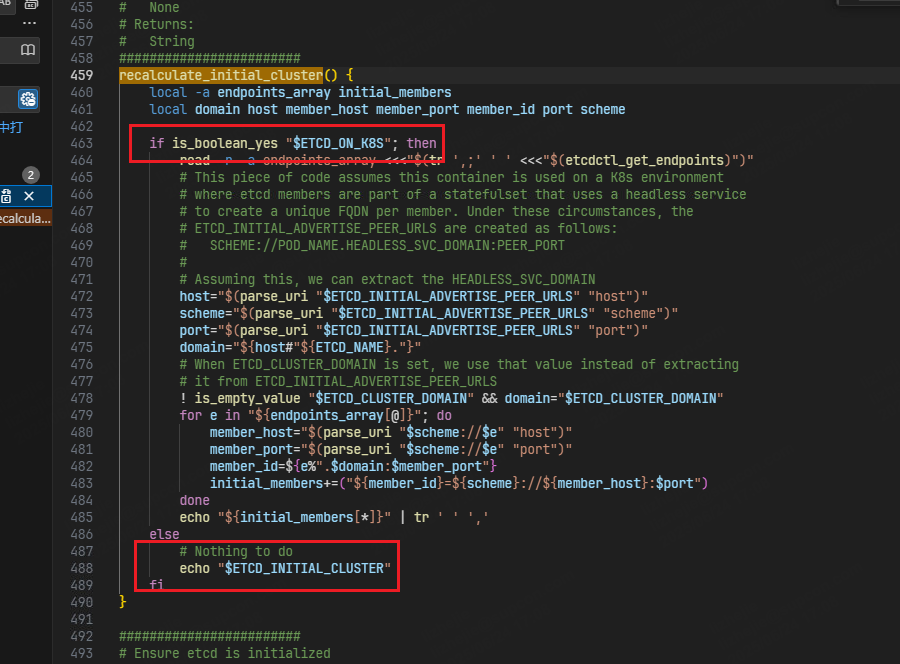 AB
...
中打
2
ecalcula...
455 #   None
456 # Returns:
457 #   String
458 ########################
459 recalculate_initial_cluster() {
460     local -a endpoints_array initial_members
461     local domain host member_host member_port member_id port scheme
462
463     if is_boolean_yes "$ETCD_ON_K8S"; then
464         read -r -a endpoints_array <<<"$(tr ',;' ' ' <<<"$(etcdctl_get_endpoints)")"
465         # This piece of code assumes this container is used on a K8s environment
466         # where etcd members are part of a statefulset that uses a headless service
467         # to create a unique FQDN per member. Under these circumstances, the
468         # ETCD_INITIAL_ADVERTISE_PEER_URLS are created as follows:
469         #   SCHEME://POD_NAME.HEADLESS_SVC_DOMAIN:PEER_PORT
470         #
471         # Assuming this, we can extract the HEADLESS_SVC_DOMAIN
472         host="$(parse_uri "$ETCD_INITIAL_ADVERTISE_PEER_URLS" "host")"
473         scheme="$(parse_uri "$ETCD_INITIAL_ADVERTISE_PEER_URLS" "scheme")"
474         port="$(parse_uri "$ETCD_INITIAL_ADVERTISE_PEER_URLS" "port")"
475         domain="${host#"${ETCD_NAME}."}"
476         # When ETCD_CLUSTER_DOMAIN is set, we use that value instead of extracting
477         # it from ETCD_INITIAL_ADVERTISE_PEER_URLS
478         ! is_empty_value "$ETCD_CLUSTER_DOMAIN" && domain="$ETCD_CLUSTER_DOMAIN"
479         for e in "${endpoints_array[@]}"; do
480             member_host="$(parse_uri "$scheme://$e" "host")"
481             member_port="$(parse_uri "$scheme://$e" "port")"
482             member_id=${e%".$domain:$member_port"}
483             initial_members+=("${member_id}=${scheme}://${member_host}:$port")
484         done
485         echo "${initial_members[*]}" | tr ' ' ','
486     else
487         # Nothing to do
488         echo "$ETCD_INITIAL_CLUSTER"
489     fi
490 }
491
492 ########################
493 # Ensure etcd is initialized